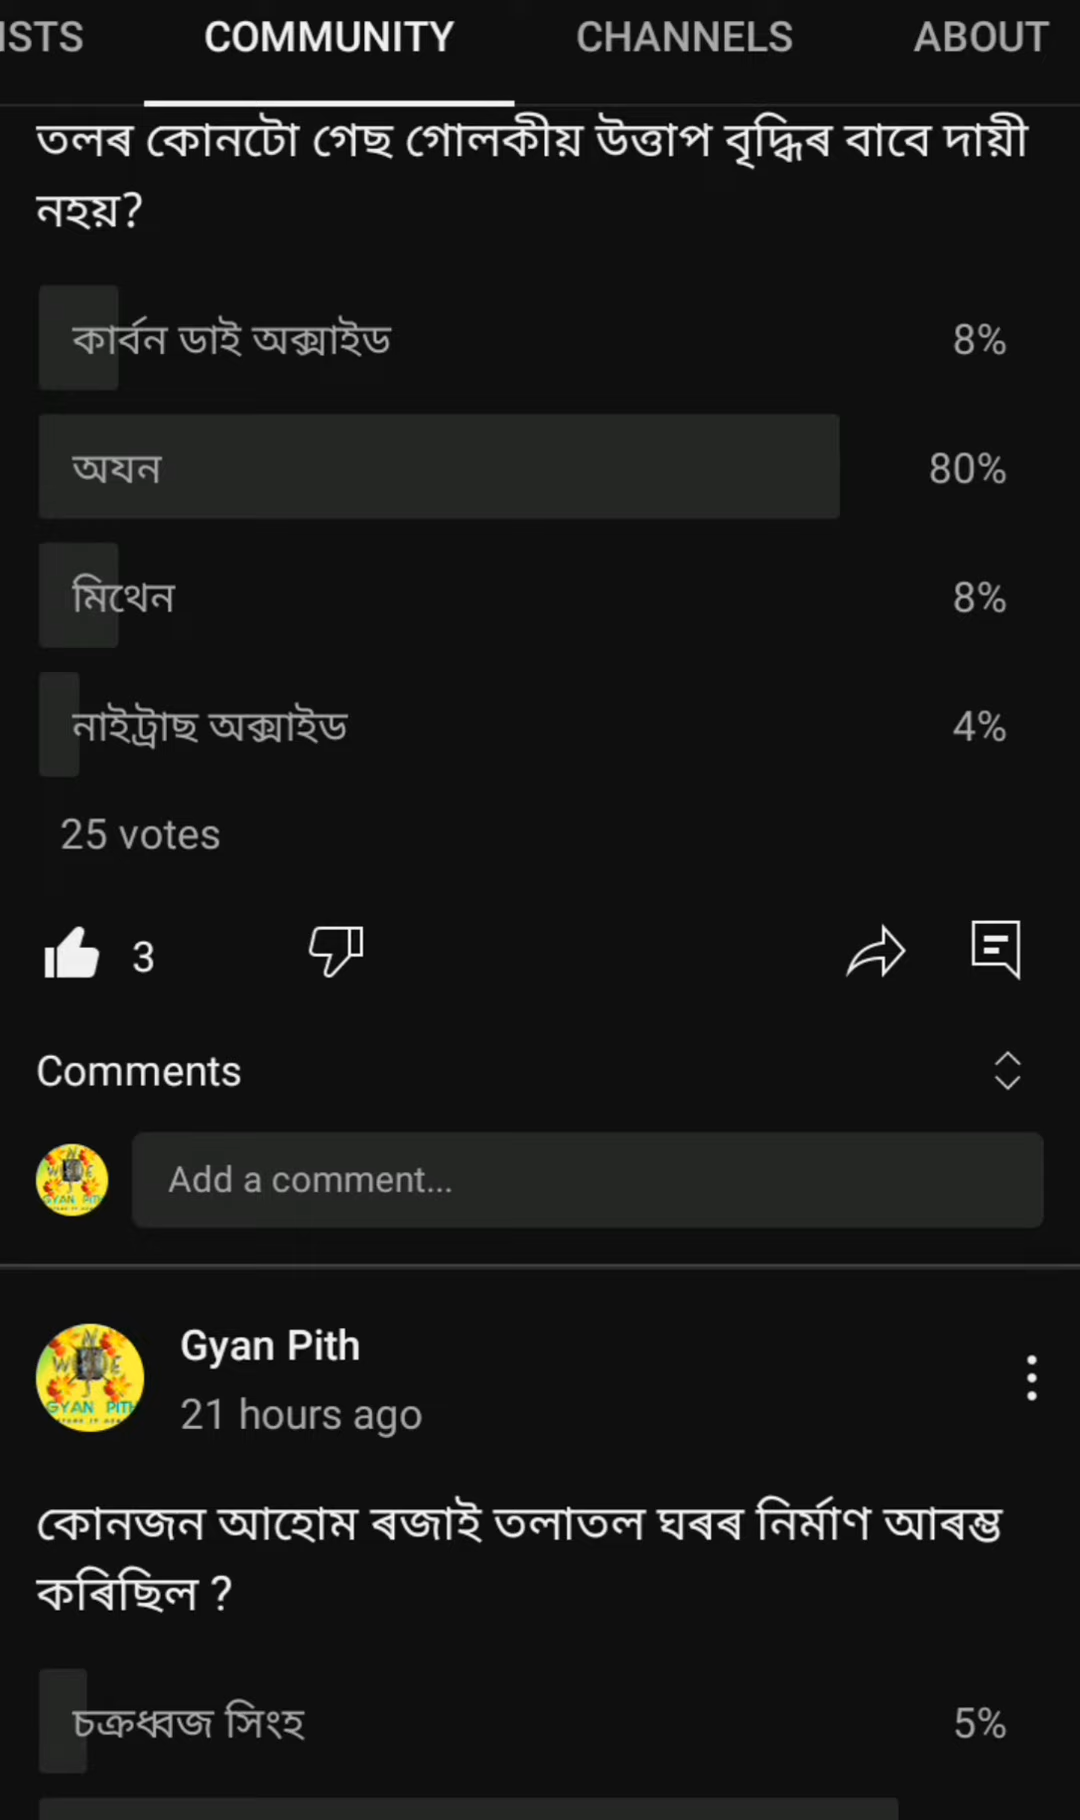 ISTS COMMUNITY CHANNELS ABOUT
তলৰ কোনটো গেছ গোলকীয় উত্তাপ বৃদ্ধিৰ বাবে দায়ী
নহয়?
কাৰ্বন ডাই অক্সাইড 8%
অযন 80%
মিথেন 8%
নাইট্ৰাছ অক্সাইড 4%
25 votes
3
Comments
Add a comment...
Gyan Pith
21 hours ago
কোনজন আহোম ৰজাই তলাতল ঘৰৰ নিৰ্মাণ আৰম্ভ
কৰিছিল ?
চক্ৰধ্বজ সিংহ 5%